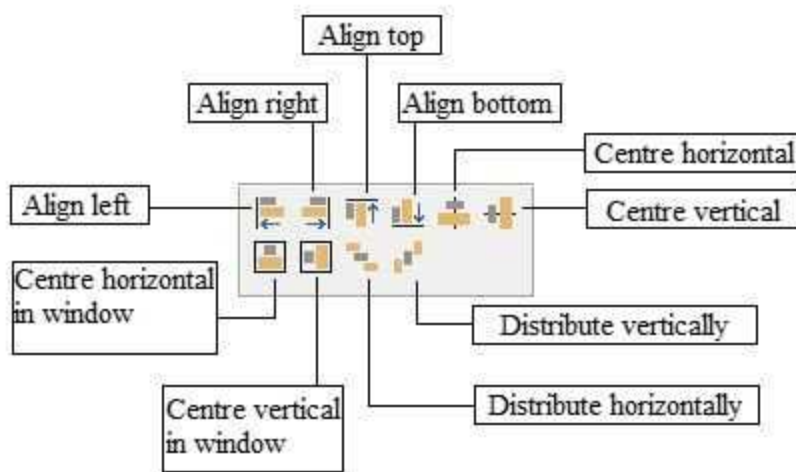 Align top
Align right
Align bottom
Centre horizontal
Align left
Centre vertical
Centre horizontal
in window
Distribute vertically
Centre vertical
in window
Distribute horizontally